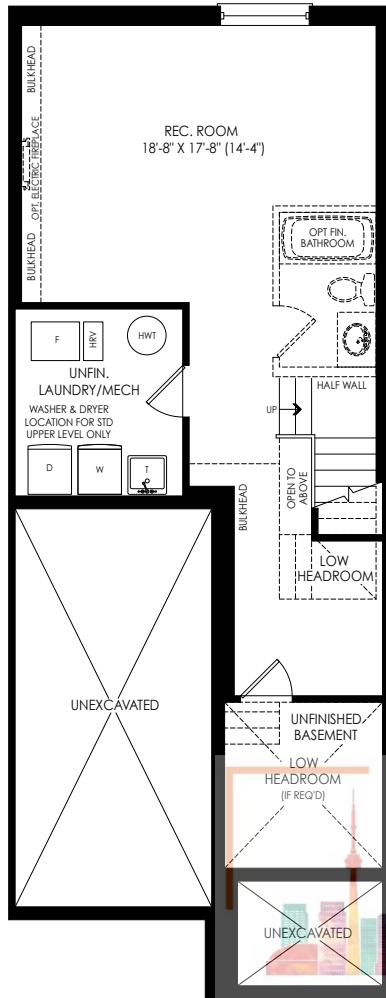 BULKHEAD
OPT. ELECTRIC FIREPLACE
BULKHEAD
REC. ROOM
18'-8" X 17'-8" (14'-4")
OPT FIN.
BATHROOM
F
HRV
HWT
UNFIN.
LAUNDRY/MECH
WASHER & DRYER
LOCATION FOR STD
UPPER LEVEL ONLY
D
W
T
HALF WALL
UP
OPEN TO
ABOVE
BULKHEAD
LOW
HEADROOM
UNEXCAVATED
UNFINISHED
BASEMENT
LOW
HEADROOM
(IF REQ'D)
UNEXCAVATED